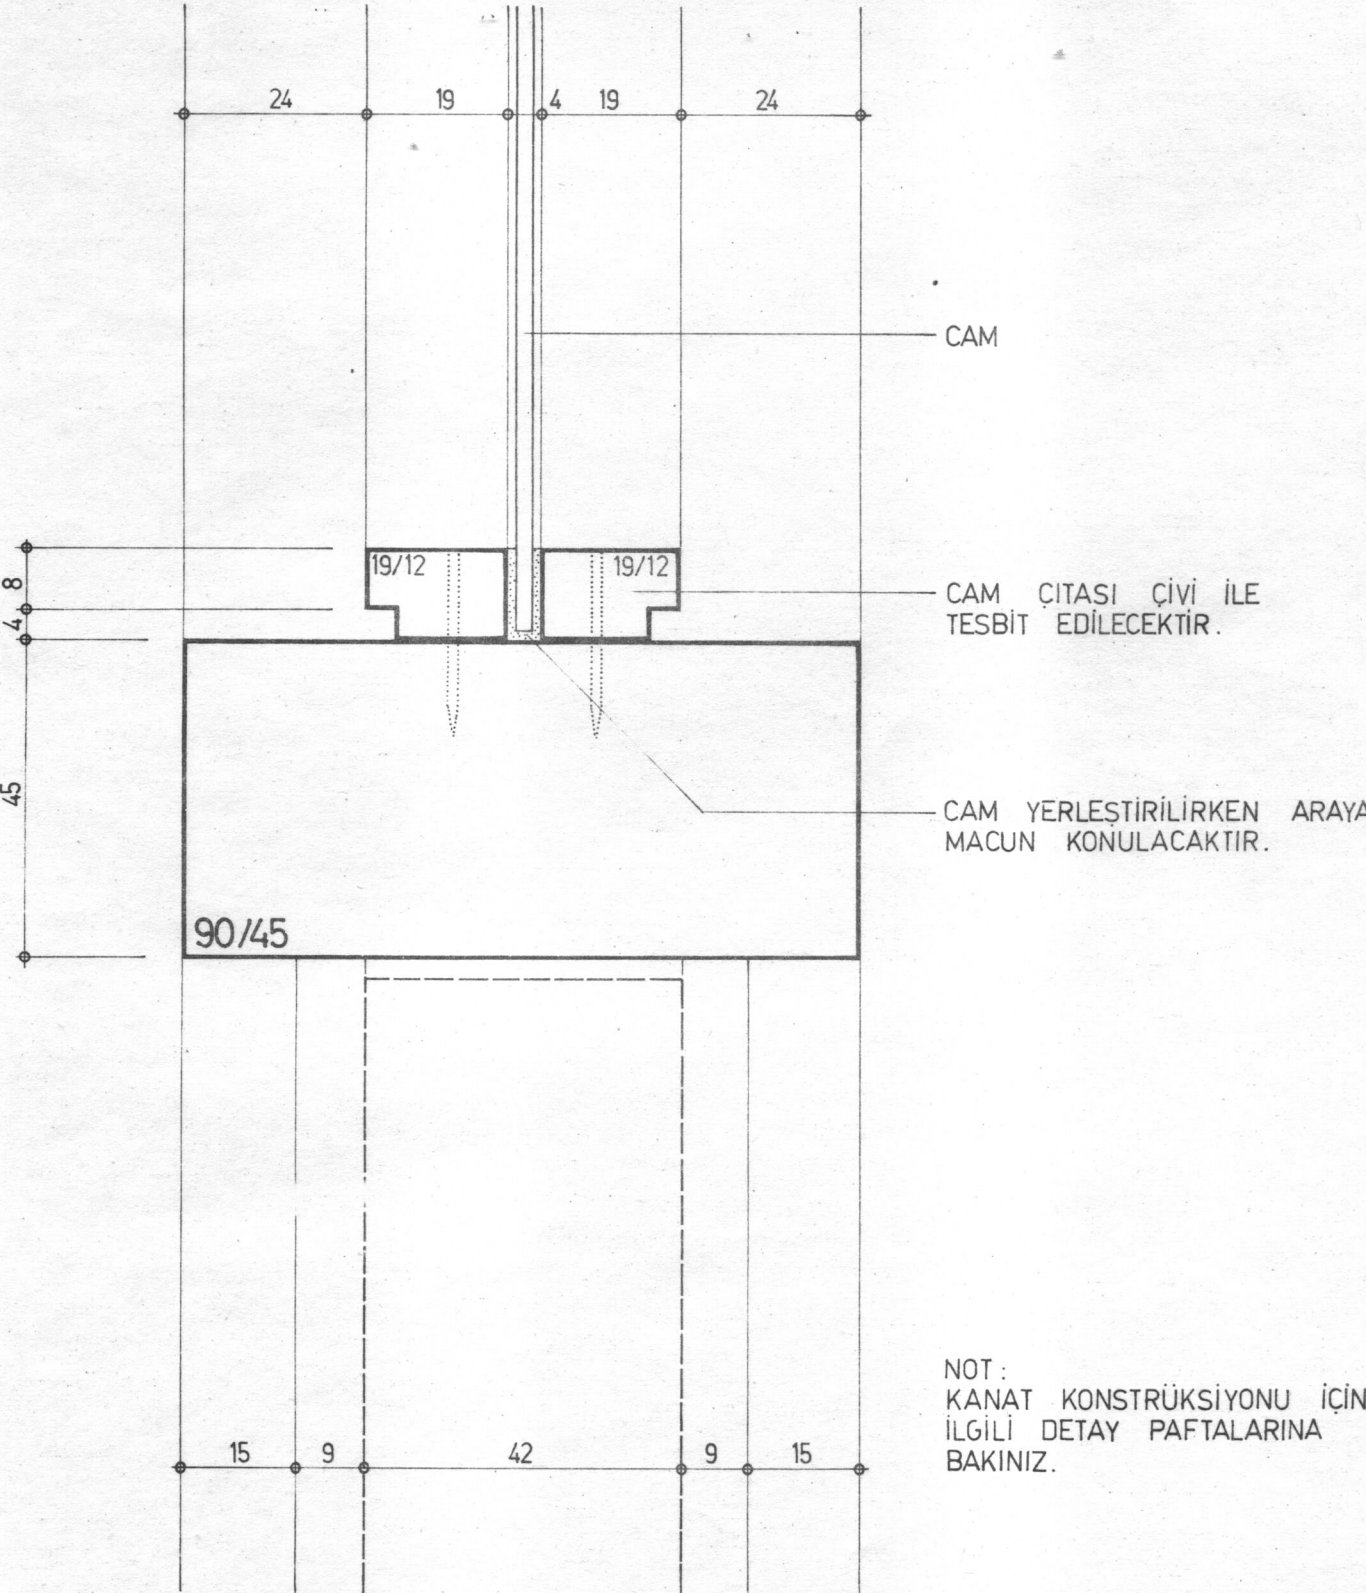 24 19 4 19 24
CAM
19/12 19/12
8
4
CAM ÇITASI ÇİVİ İLE
TESBİT EDİLECEKTİR.
45
CAM YERLEŞTİRİLİRKEN ARAYA
MACUN KONULACAKTIR.
90/45
NOT:
KANAT KONSTRÜKSİYONU İÇİN
İLGİLİ DETAY PAFTALARINA
BAKINIZ.
15 9 42 9 15